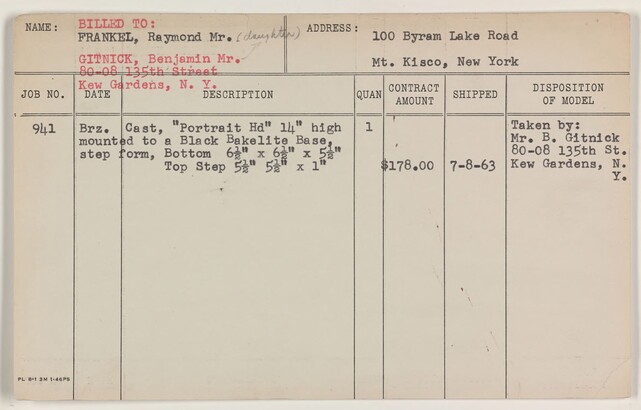 NAME: BILLED TO:
FRANKEL, Raymond Mr. (daughter)
GITNICK, Benjamin Mr.
80-08 135th Street
Kew Gardens, N. Y.
ADDRESS:
100 Byram Lake Road
Mt. Kisco, New York
JOB NO. DATE DESCRIPTION QUAN CONTRACT AMOUNT SHIPPED DISPOSITION OF MODEL
941 Brz. Cast, "Portrait Hd" 14" high 1
mounted to a Black Bakelite Base,
step form, Bottom 6½" x 6½" x 5½"
Top Step 5½" 5½" x 1" $178.00 7-8-63
Taken by:
Mr. B. Gitnick
80-08 135th St.
Kew Gardens, N.
Y.